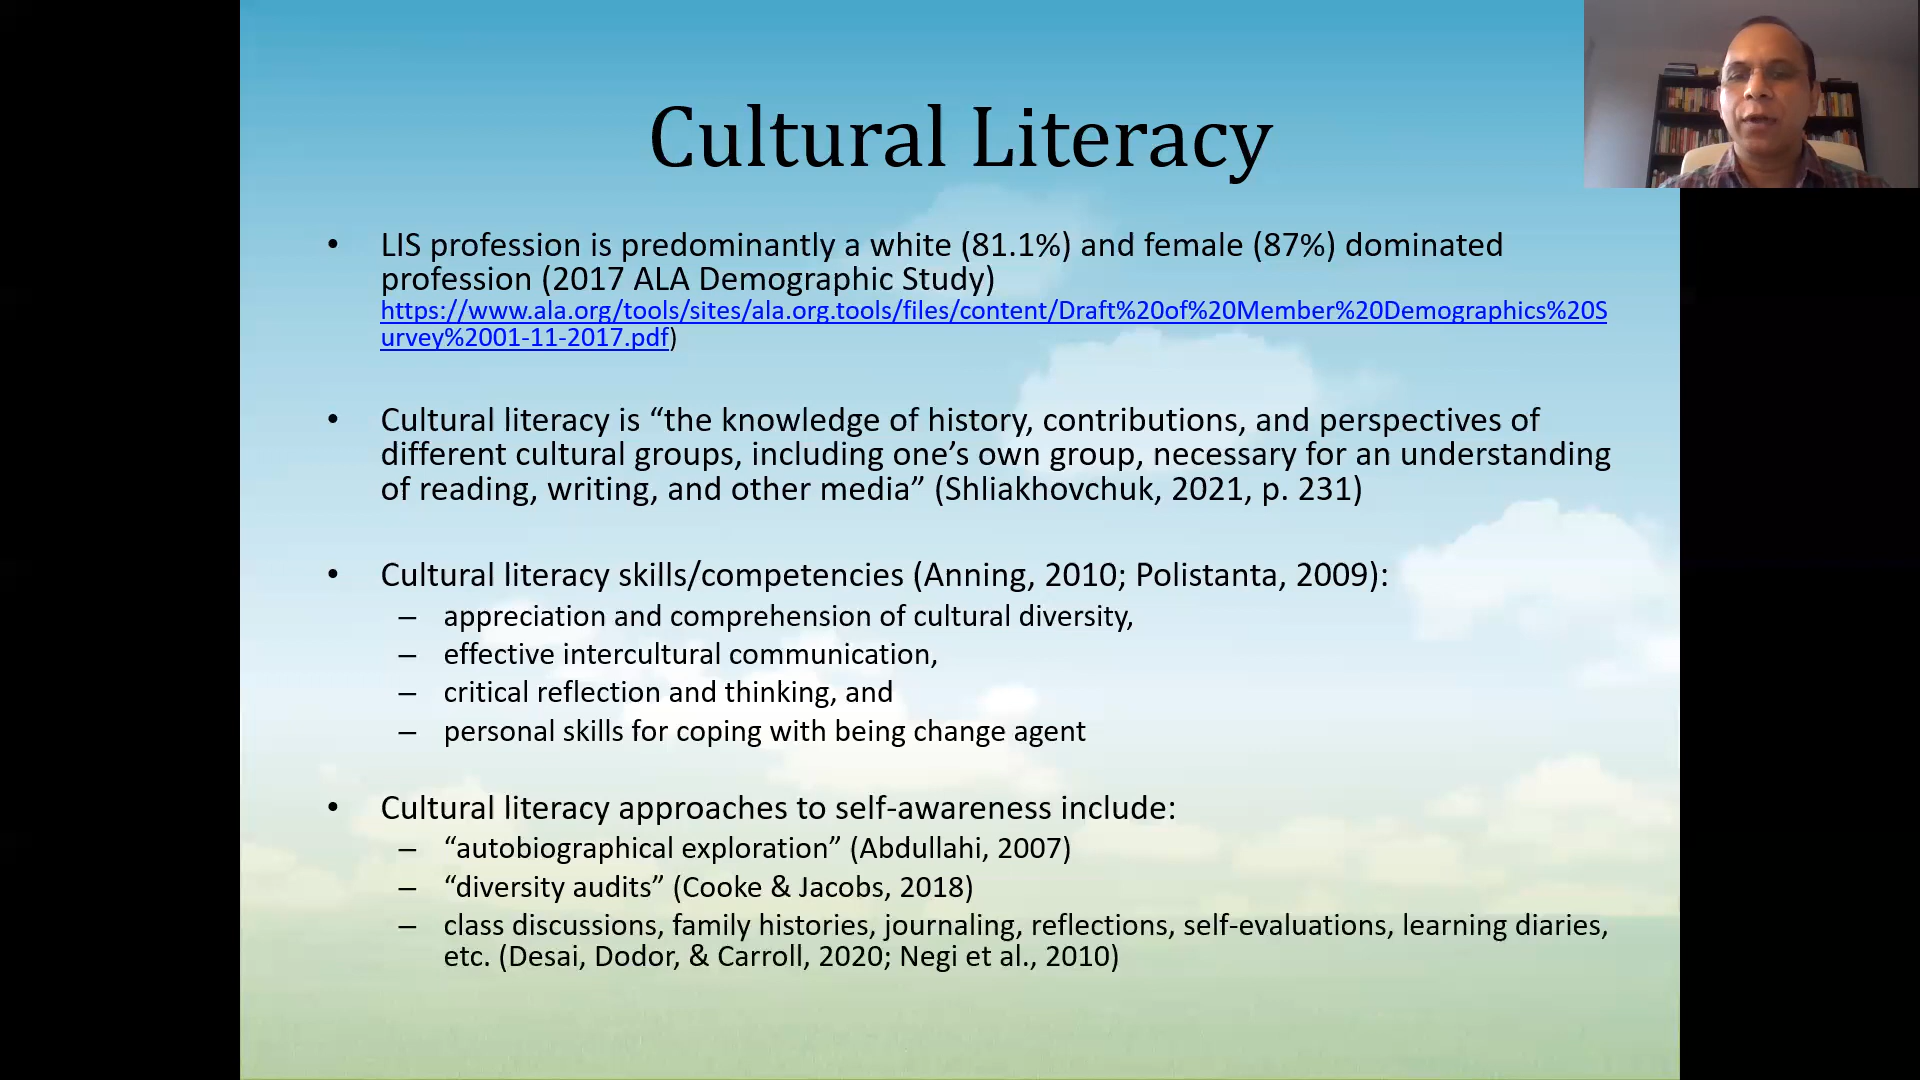 Cultural Literacy
• LIS profession is predominantly a white (81.1%) and female (87%) dominated
profession (2017 ALA Demographic Study)
https://www.ala.org/tools/sites/ala.org.tools/files/content/Draft%20of%20Member%20Demographics%20S
urvey%2001-11-2017.pdf)
• Cultural literacy is “the knowledge of history, contributions, and perspectives of
different cultural groups, including one’s own group, necessary for an understanding
of reading, writing, and other media” (Shliakhovchuk, 2021, p. 231)
• Cultural literacy skills/competencies (Anning, 2010; Polistanta, 2009):
– appreciation and comprehension of cultural diversity,
– effective intercultural communication,
– critical reflection and thinking, and
– personal skills for coping with being change agent
• Cultural literacy approaches to self-awareness include:
– “autobiographical exploration” (Abdullahi, 2007)
– “diversity audits” (Cooke & Jacobs, 2018)
– class discussions, family histories, journaling, reflections, self-evaluations, learning diaries,
etc. (Desai, Dodor, & Carroll, 2020; Negi et al., 2010)